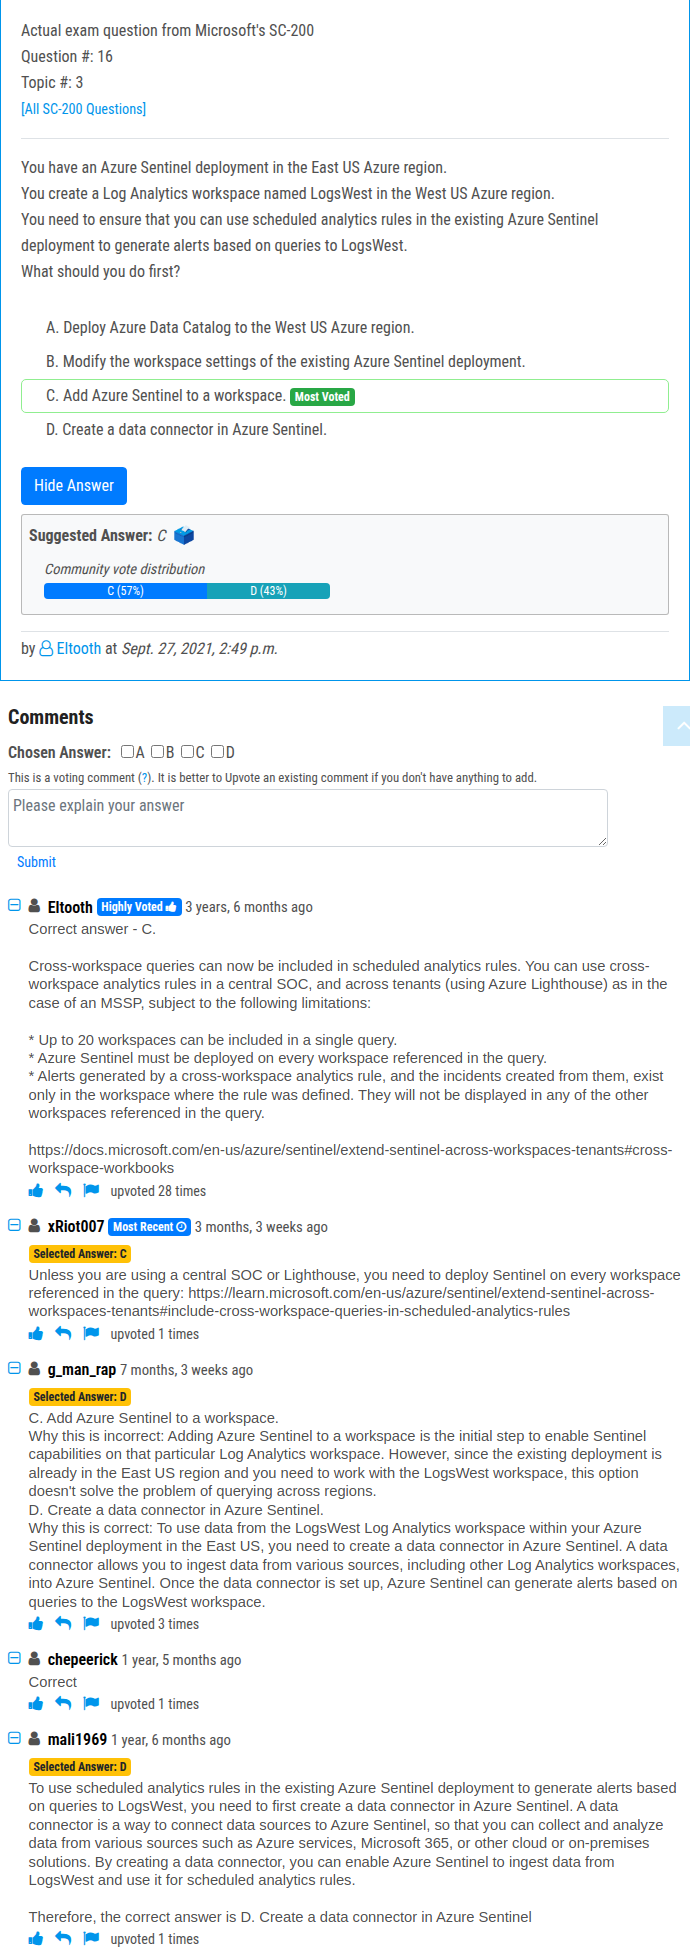 Actual exam question from Microsoft's SC-200
Question #: 16
Topic #: 3
[All SC-200 Questions]
You have an Azure Sentinel deployment in the East US Azure region.
You create a Log Analytics workspace named LogsWest in the West US Azure region.
You need to ensure that you can use scheduled analytics rules in the existing Azure Sentinel
deployment to generate alerts based on queries to LogsWest.
What should you do first?
A. Deploy Azure Data Catalog to the West US Azure region.
B. Modify the workspace settings of the existing Azure Sentinel deployment.
C. Add Azure Sentinel to a workspace. Most Voted
D. Create a data connector in Azure Sentinel.
Hide Answer
Suggested Answer: C
Community vote distribution
C (57%) D (43%)
by Eltooth at Sept. 27, 2021, 2:49 p.m.
Comments
Chosen Answer: A B C D
This is a voting comment (?). It is better to Upvote an existing comment if you don't have anything to add.
Please explain your answer
Submit
Eltooth Highly Voted 3 years, 6 months ago
Correct answer - C.
Cross-workspace queries can now be included in scheduled analytics rules. You can use cross-
workspace analytics rules in a central SOC, and across tenants (using Azure Lighthouse) as in the
case of an MSSP, subject to the following limitations:
* Up to 20 workspaces can be included in a single query.
* Azure Sentinel must be deployed on every workspace referenced in the query.
* Alerts generated by a cross-workspace analytics rule, and the incidents created from them, exist
only in the workspace where the rule was defined. They will not be displayed in any of the other
workspaces referenced in the query.
https://docs.microsoft.com/en-us/azure/sentinel/extend-sentinel-across-workspaces-tenants#cross-
workspace-workbooks
upvoted 28 times
xRiot007 Most Recent 3 months, 3 weeks ago
Selected Answer: C
Unless you are using a central SOC or Lighthouse, you need to deploy Sentinel on every workspace
referenced in the query: https://learn.microsoft.com/en-us/azure/sentinel/extend-sentinel-across-
workspaces-tenants#include-cross-workspace-queries-in-scheduled-analytics-rules
upvoted 1 times
g_man_rap 7 months, 3 weeks ago
Selected Answer: D
C. Add Azure Sentinel to a workspace.
Why this is incorrect: Adding Azure Sentinel to a workspace is the initial step to enable Sentinel
capabilities on that particular Log Analytics workspace. However, since the existing deployment is
already in the East US region and you need to work with the LogsWest workspace, this option
doesn't solve the problem of querying across regions.
D. Create a data connector in Azure Sentinel.
Why this is correct: To use data from the LogsWest Log Analytics workspace within your Azure
Sentinel deployment in the East US, you need to create a data connector in Azure Sentinel. A data
connector allows you to ingest data from various sources, including other Log Analytics workspaces,
into Azure Sentinel. Once the data connector is set up, Azure Sentinel can generate alerts based on
queries to the LogsWest workspace.
upvoted 3 times
chepeerick 1 year, 5 months ago
Correct
upvoted 1 times
mali1969 1 year, 6 months ago
Selected Answer: D
To use scheduled analytics rules in the existing Azure Sentinel deployment to generate alerts based
on queries to LogsWest, you need to first create a data connector in Azure Sentinel. A data
connector is a way to connect data sources to Azure Sentinel, so that you can collect and analyze
data from various sources such as Azure services, Microsoft 365, or other cloud or on-premises
solutions. By creating a data connector, you can enable Azure Sentinel to ingest data from
LogsWest and use it for scheduled analytics rules.
Therefore, the correct answer is D. Create a data connector in Azure Sentinel
upvoted 1 times